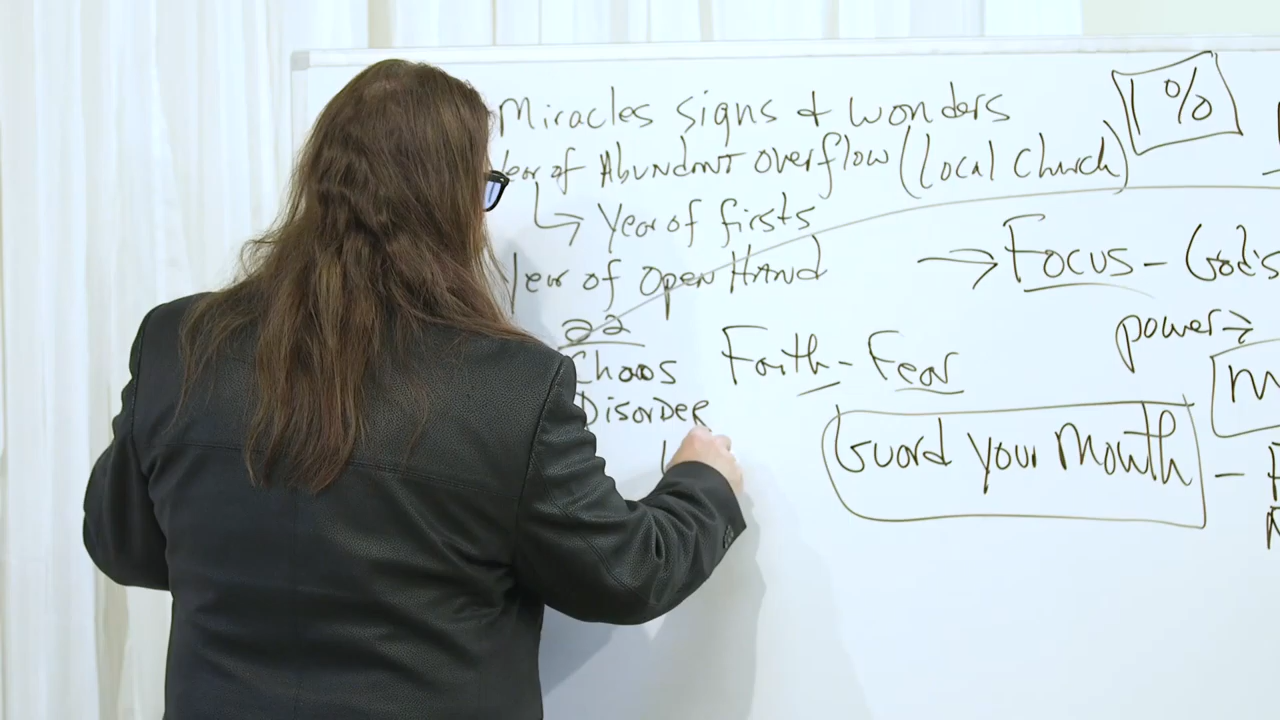 Miracles signs & wonders
1%
of Abundant overflow (local church)
Year of firsts
Year of Open Hand
→ Focus - God's
22
power →
Chaos
Faith - Fear
Disorder
Guard your Mouth -